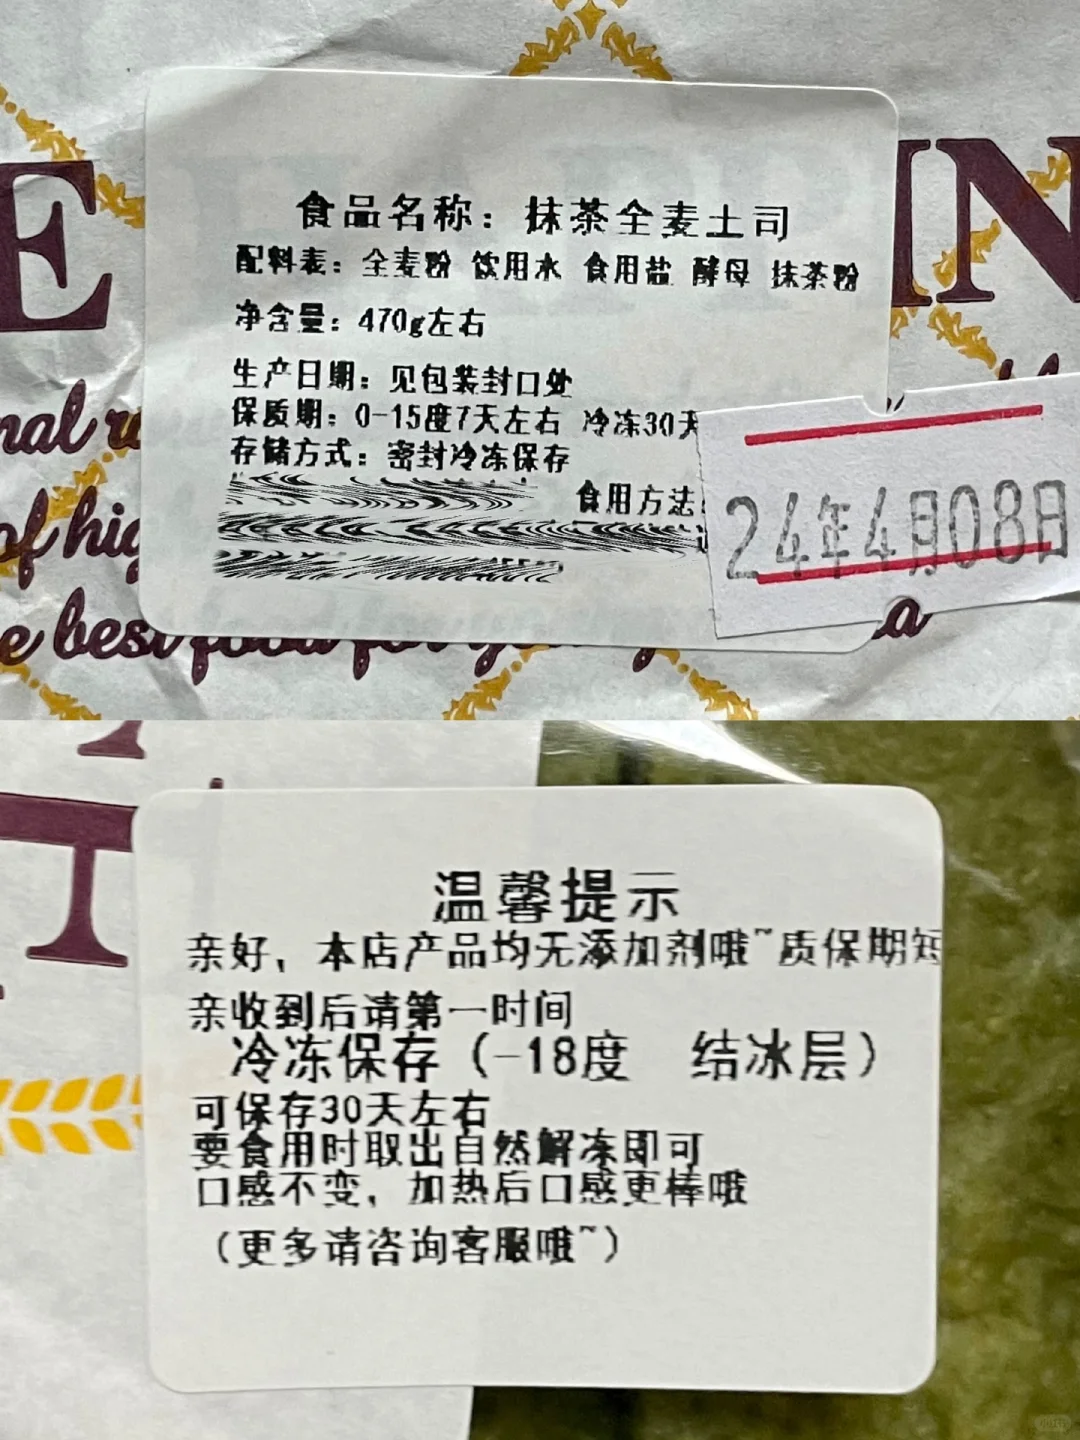 E
IN
食品名称：抹茶全麦土司
配料表：全麦粉 饮用水 食用盐 酵母 抹茶粉
净含量：470g左右
生产日期：见包装封口处
保质期：0-15度7天左右 冷冻30天
存储方式：密封冷冻保存
食用方法
24年4月08日
nal
of hig
e best food for
温馨提示
亲好，本店产品均无添加剂哦~质保期短
亲收到后请第一时间
冷冻保存（-18度 结冰层）
可保存30天左右
要食用时取出自然解冻即可
口感不变，加热后口感更棒哦
（更多请咨询客服哦~）